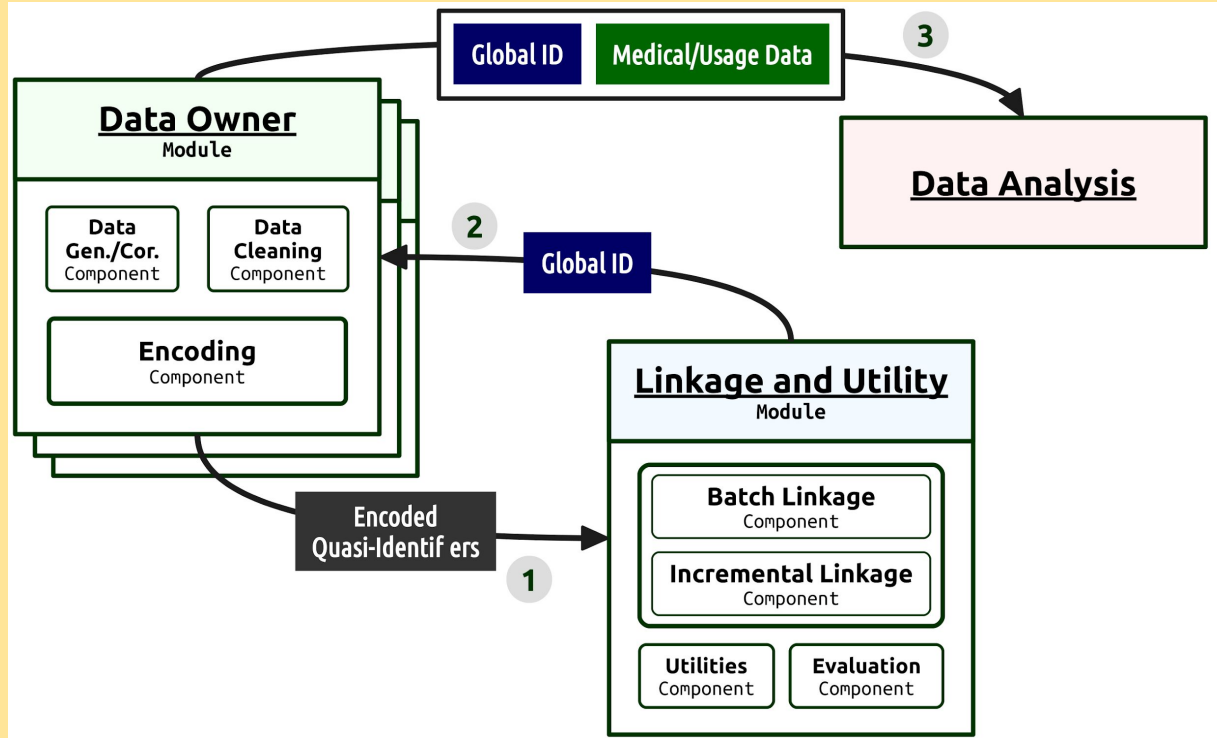 Global ID
Medical/Usage Data
3
Data Owner
Module
Data Analysis
Data
Gen./Cor.
Component
Data
Cleaning
Component
2
Global ID
Encoding
Component
Linkage and Utility
Module
Encoded
Quasi-Identif ers
1
Batch Linkage
Component
Incremental Linkage
Component
Utilities
Component
Evaluation
Component